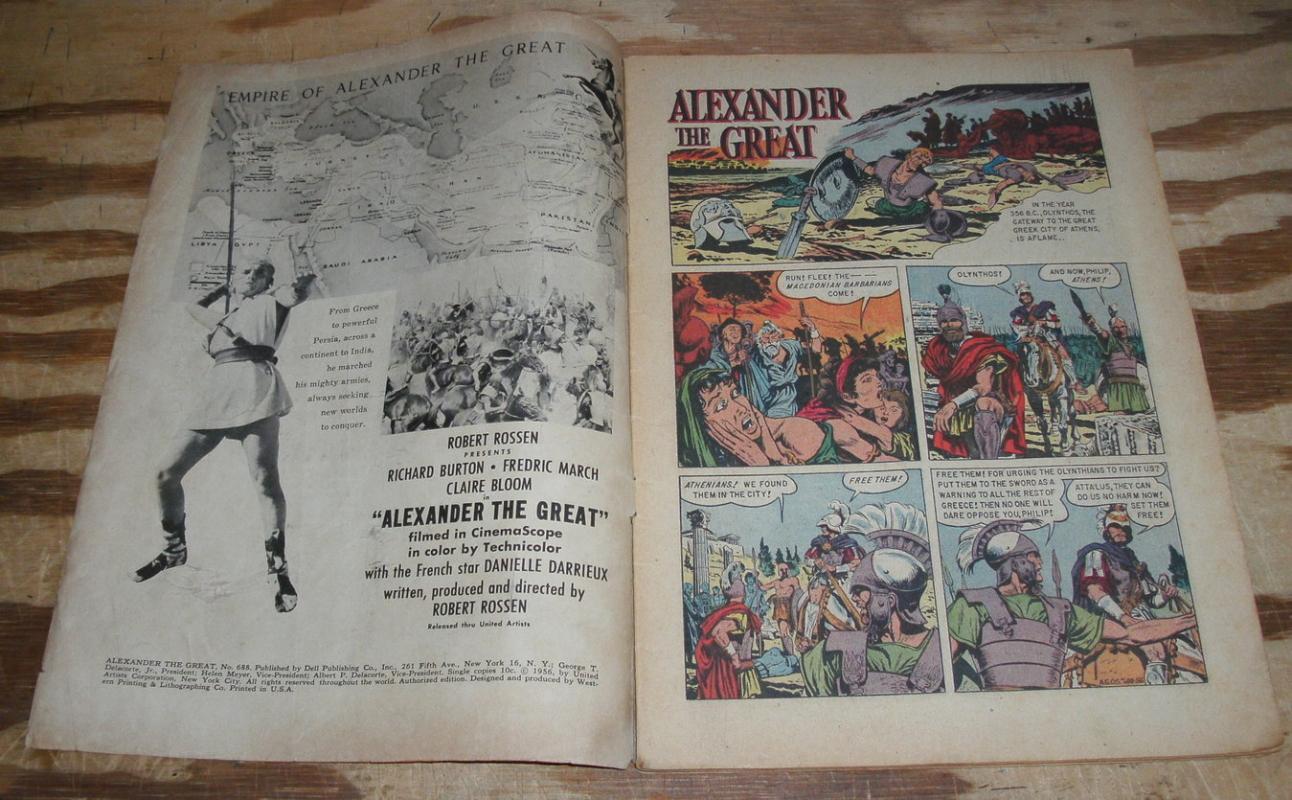 EMPIRE OF ALEXANDER THE GREAT
U.S.S.R.
TURKEY
AFGHANISTAN
IRAN
IRAQ
PAKISTAN
LIBYA
EGYPT
SAUDI ARABIA
From Greece
to powerful
Persia, across a
continent to India,
he marched
his mighty armies,
always seeking
new worlds
to conquer.
ROBERT ROSSEN
PRESENTS
RICHARD BURTON • FREDRIC MARCH
CLAIRE BLOOM
in
"ALEXANDER THE GREAT"
filmed in CinemaScope
in color by Technicolor
with the French star DANIELLE DARRIEUX
written, produced and directed by
ROBERT ROSSEN
Released thru United Artists
ALEXANDER THE GREAT, No. 688. Published by Dell Publishing Co., Inc., 261 Fifth Ave., New York 16, N. Y.; George T.
Delacorte, Jr., President; Helen Meyer, Vice-President; Albert P. Delacorte, Vice-President. Single copies 10c. © 1956, by United
Artists Corporation, New York City. All rights reserved throughout the world. Authorized edition. Designed and produced by West-
ern Printing & Lithographing Co. Printed in U.S.A.
ALEXANDER
THE GREAT
IN THE YEAR
356 B.C., OLYNTHOS, THE
GATEWAY TO THE GREAT
GREEK CITY OF ATHENS,
IS AFLAME...
RUN! FLEE! THE——
MACEDONIAN BARBARIANS
COME!
OLYNTHOS!
AND NOW, PHILIP,
ATHENS!
ATHENIANS! WE FOUND
THEM IN THE CITY!
FREE THEM!
FREE THEM! FOR URGING THE OLYNTHIANS TO FIGHT US?
PUT THEM TO THE SWORD AS A
WARNING TO ALL THE REST OF
GREECE! THEN NO ONE WILL
DARE OPPOSE YOU, PHILIP!
ATTALUS, THEY CAN
DO US NO HARM NOW!
SET THEM
FREE!